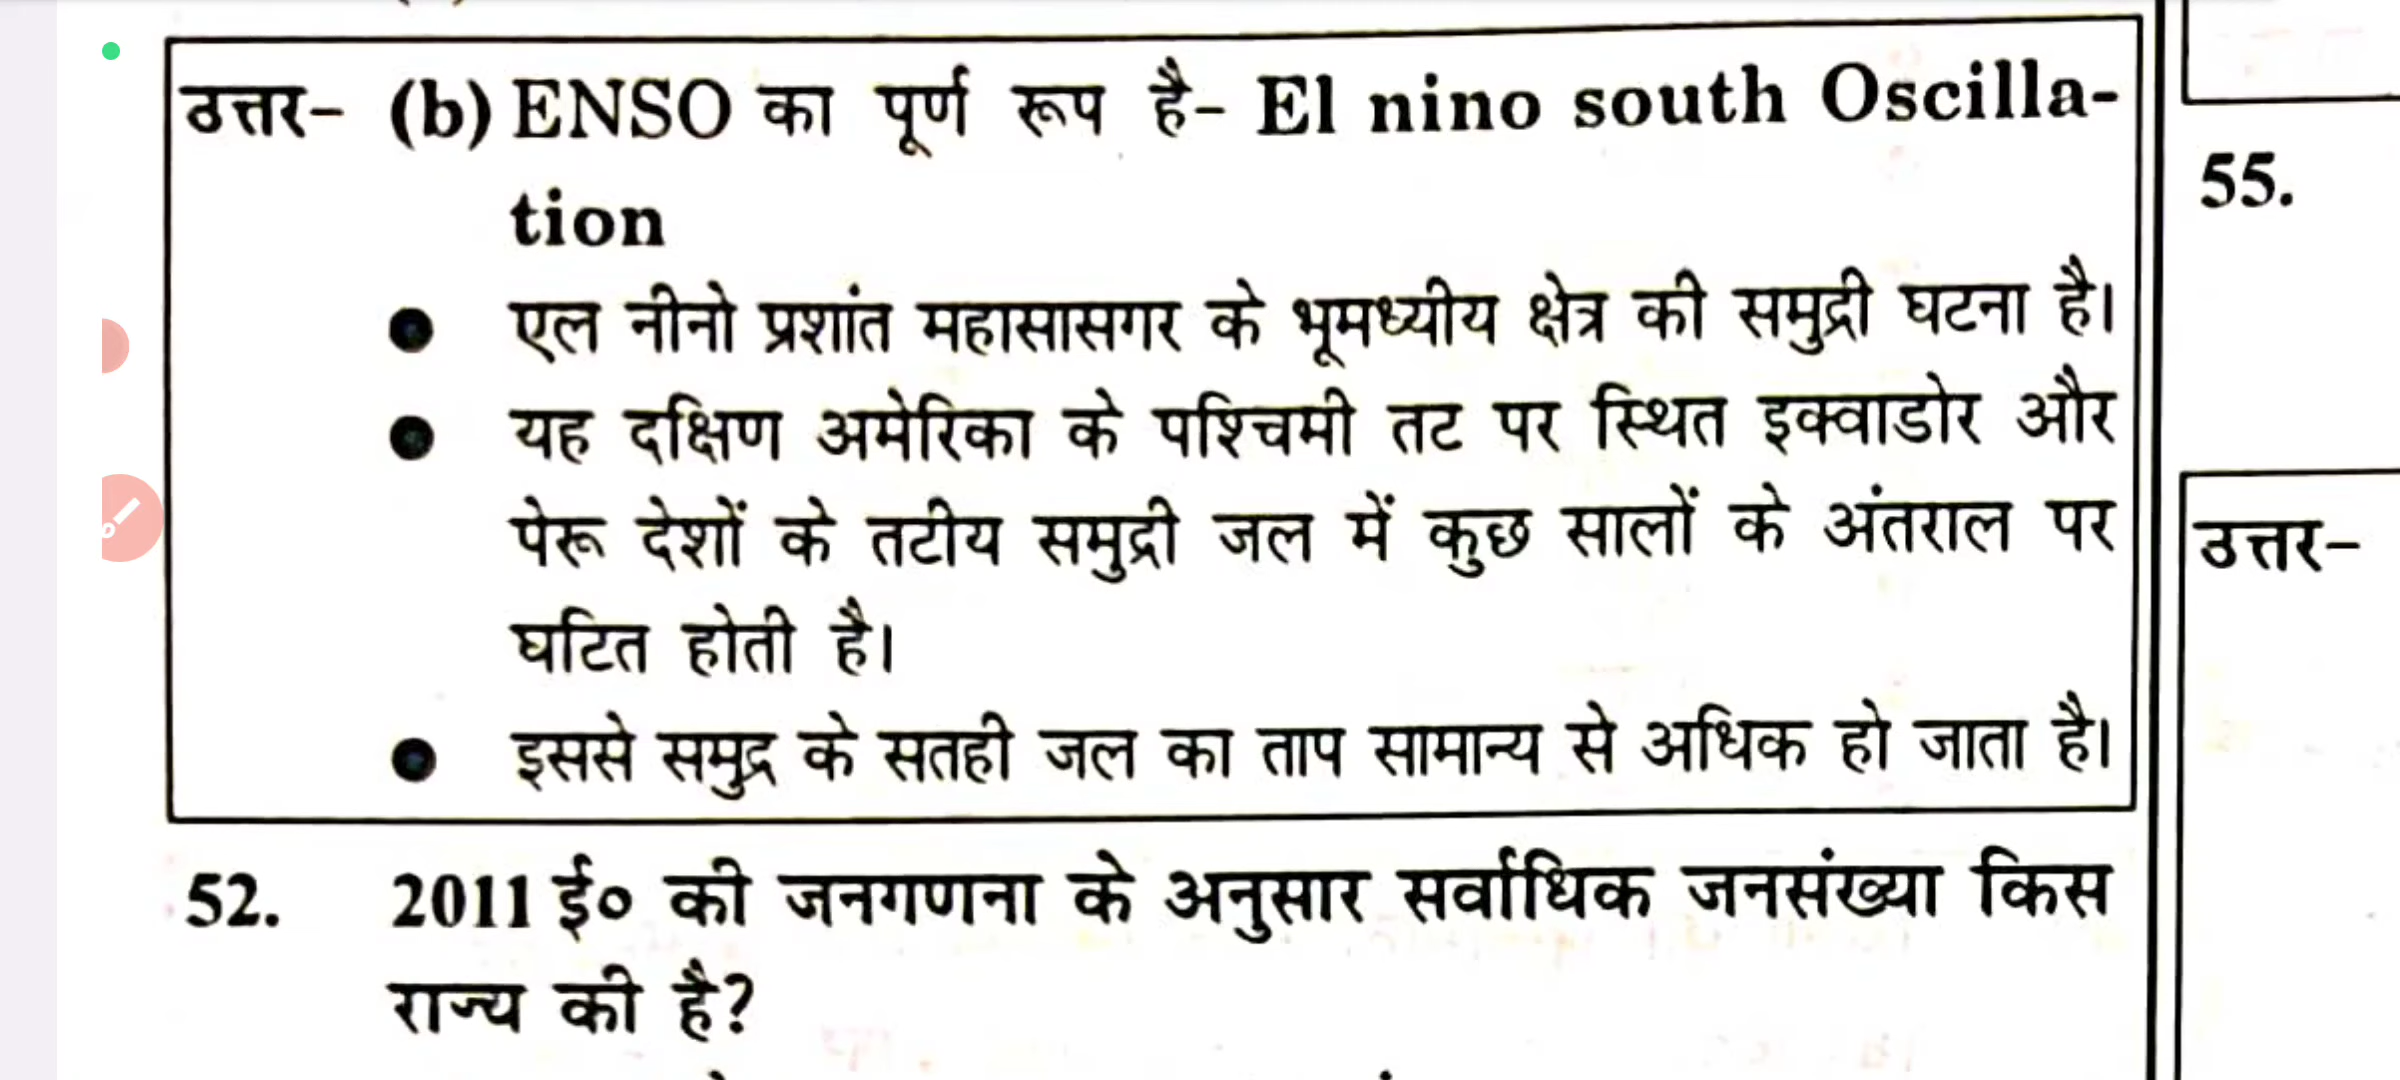 उत्तर- (b) ENSO का पूर्ण रूप है- El nino south Oscilla-
tion
● एल नीनो प्रशांत महासासगर के भूमध्यीय क्षेत्र की समुद्री घटना है।
● यह दक्षिण अमेरिका के पश्चिमी तट पर स्थित इक्वाडोर और
पेरू देशों के तटीय समुद्री जल में कुछ सालों के अंतराल पर
घटित होती है।
● इससे समुद्र के सतही जल का ताप सामान्य से अधिक हो जाता है।
52. 2011 ई० की जनगणना के अनुसार सर्वाधिक जनसंख्या किस
राज्य की है?
55.
उत्तर-